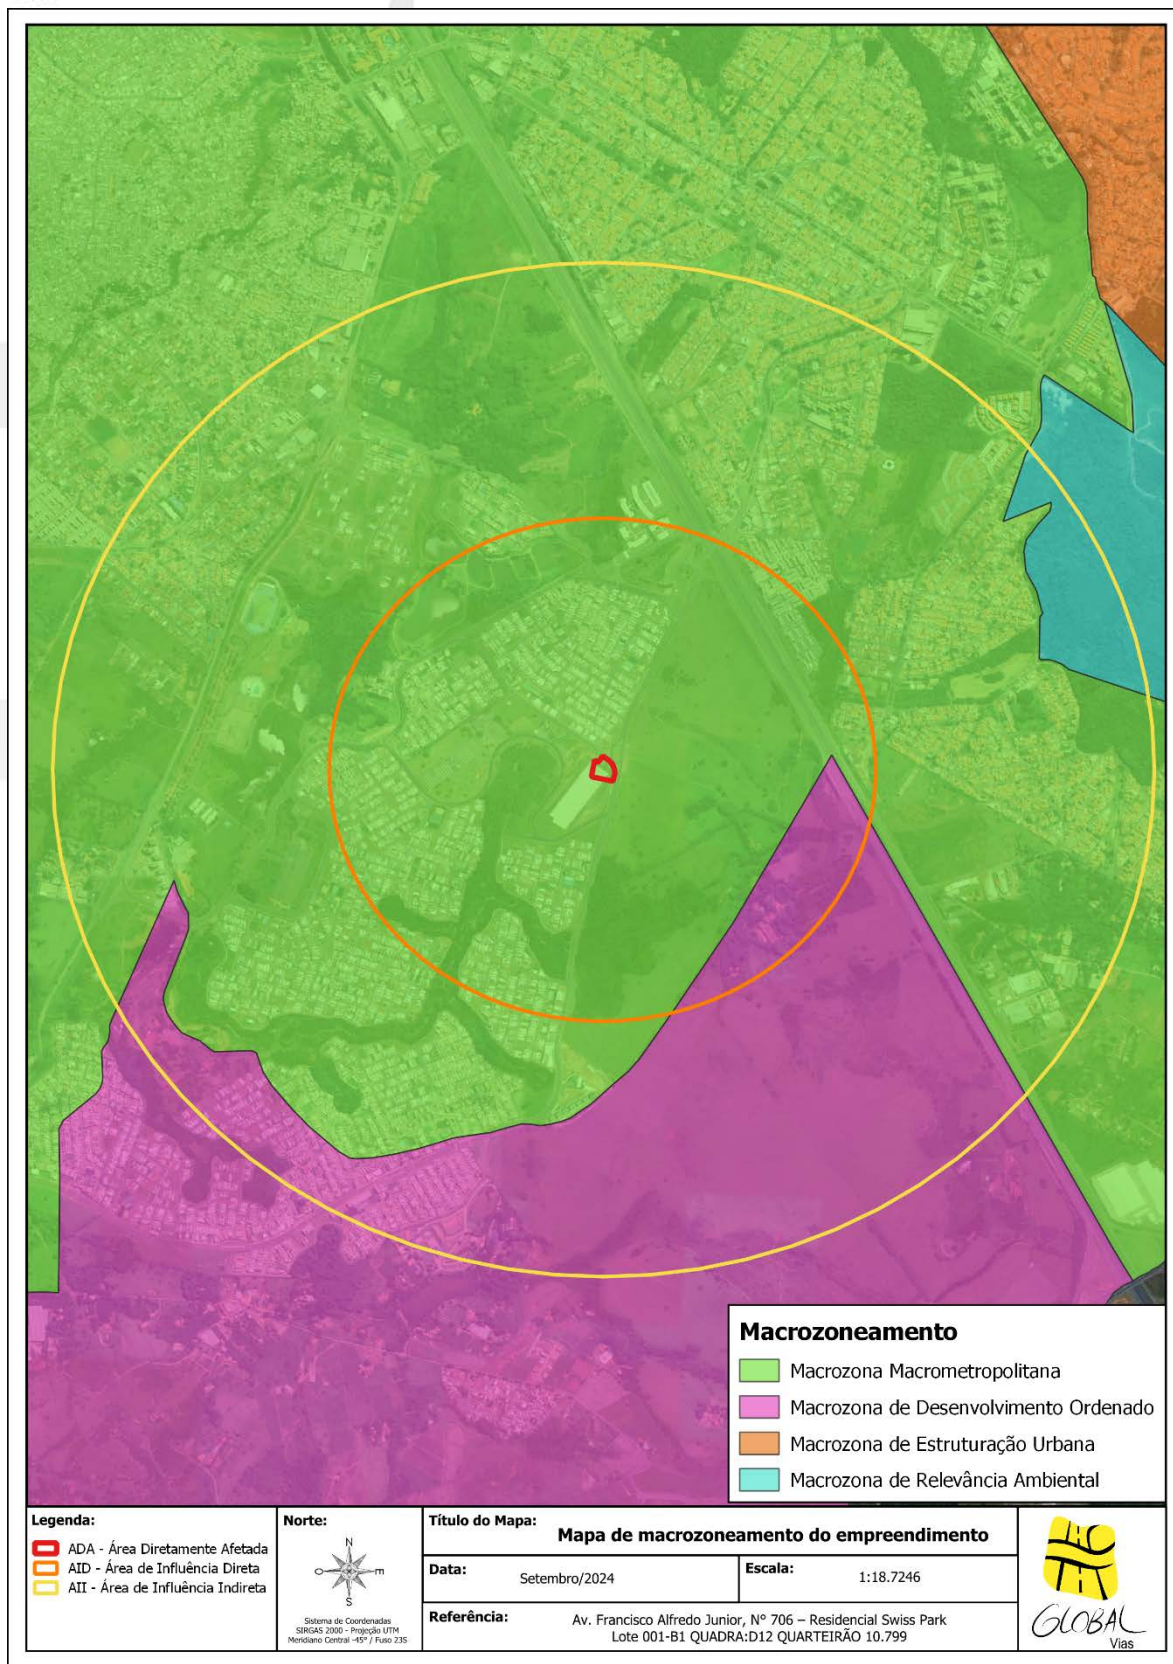 Macrozoneamento
Macrozona Macrometropolitana
Macrozona de Desenvolvimento Ordenado
Macrozona de Estruturação Urbana
Macrozona de Relevância Ambiental
Legenda:
ADA - Área Diretamente Afetada
AID - Área de Influência Direta
AII - Área de Influência Indireta
Norte:
N
O
E
S
Sistema de Coordenadas
SIRGAS 2000 - Projeção UTM
Meridiano Central -45º / Fuso 23S
Título do Mapa:
Mapa de macrozoneamento do empreendimento
Data:
Setembro/2024
Escala:
1:18.7246
Referência:
Av. Francisco Alfredo Junior, Nº 706 – Residencial Swiss Park
Lote 001-B1 QUADRA:D12 QUARTEIRÃO 10.799
GLOBAL
Vias